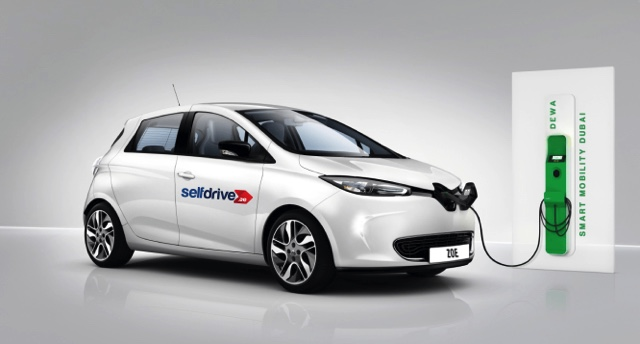 selfdrive.ae
ZOE
DEWA
SMART MOBILITY DUBAI